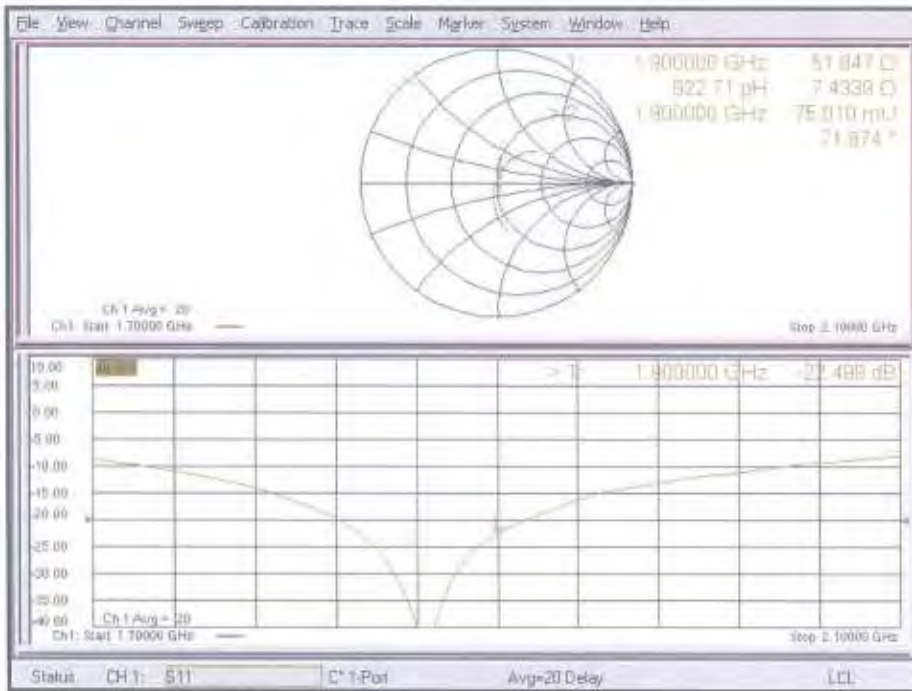 File View Channel Sweep Calibration Trace Scale Marker System Window Help
1.900000 GHz 51.847 Ω
622.71 pH 7.4339 Ω
1.900000 GHz 75.010 mU
71.874 °
Ch 1 Avg = 20
Ch1: Start 1.70000 GHz
Stop 2.10000 GHz
10.00
5.00
0.00
-5.00
-10.00
-15.00
-20.00
-25.00
-30.00
-35.00
-40.00
> 1: 1.900000 GHz -22.499 dB
Ch 1 Avg = 20
Ch1: Start 1.70000 GHz
Stop 2.10000 GHz
Status CH 1: S11 C* 1-Port Avg=20 Delay LCL